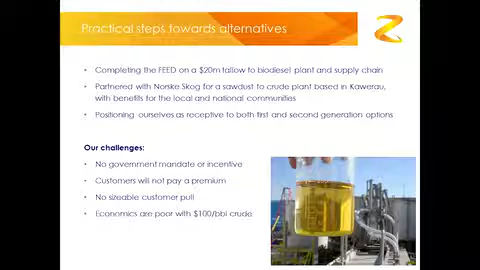 Practical steps towards alternatives
Completing the FEED on a $20m tallow to biodiesel plant and supply chain
Partnered with Norske Skog for a sawdust to crude plant based in Kawerau,
with benefits for the local and national communities
Positioning ourselves as receptive to both first and second generation options
Our challenges:
No government mandate or incentive
Customers will not pay a premium
No sizeable customer pull
Economics are poor with $100/bbl crude